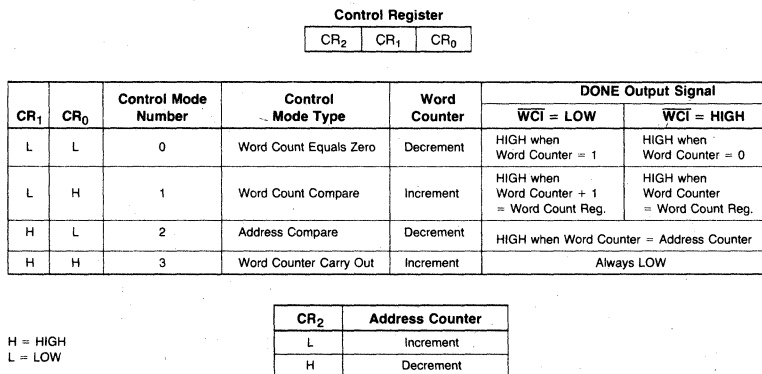 Control Register
CR2 CR1 CR0
CR1 CR0 Control Mode Number Control Mode Type Word Counter DONE Output Signal
W̅C̅I̅ = LOW W̅C̅I̅ = HIGH
L L 0 Word Count Equals Zero Decrement HIGH when Word Counter = 1 HIGH when Word Counter = 0
L H 1 Word Count Compare Increment HIGH when Word Counter + 1 = Word Count Reg. HIGH when Word Counter = Word Count Reg.
H L 2 Address Compare Decrement HIGH when Word Counter = Address Counter
H H 3 Word Counter Carry Out Increment Always LOW
CR2 Address Counter
L Increment
H Decrement
H = HIGH
L = LOW